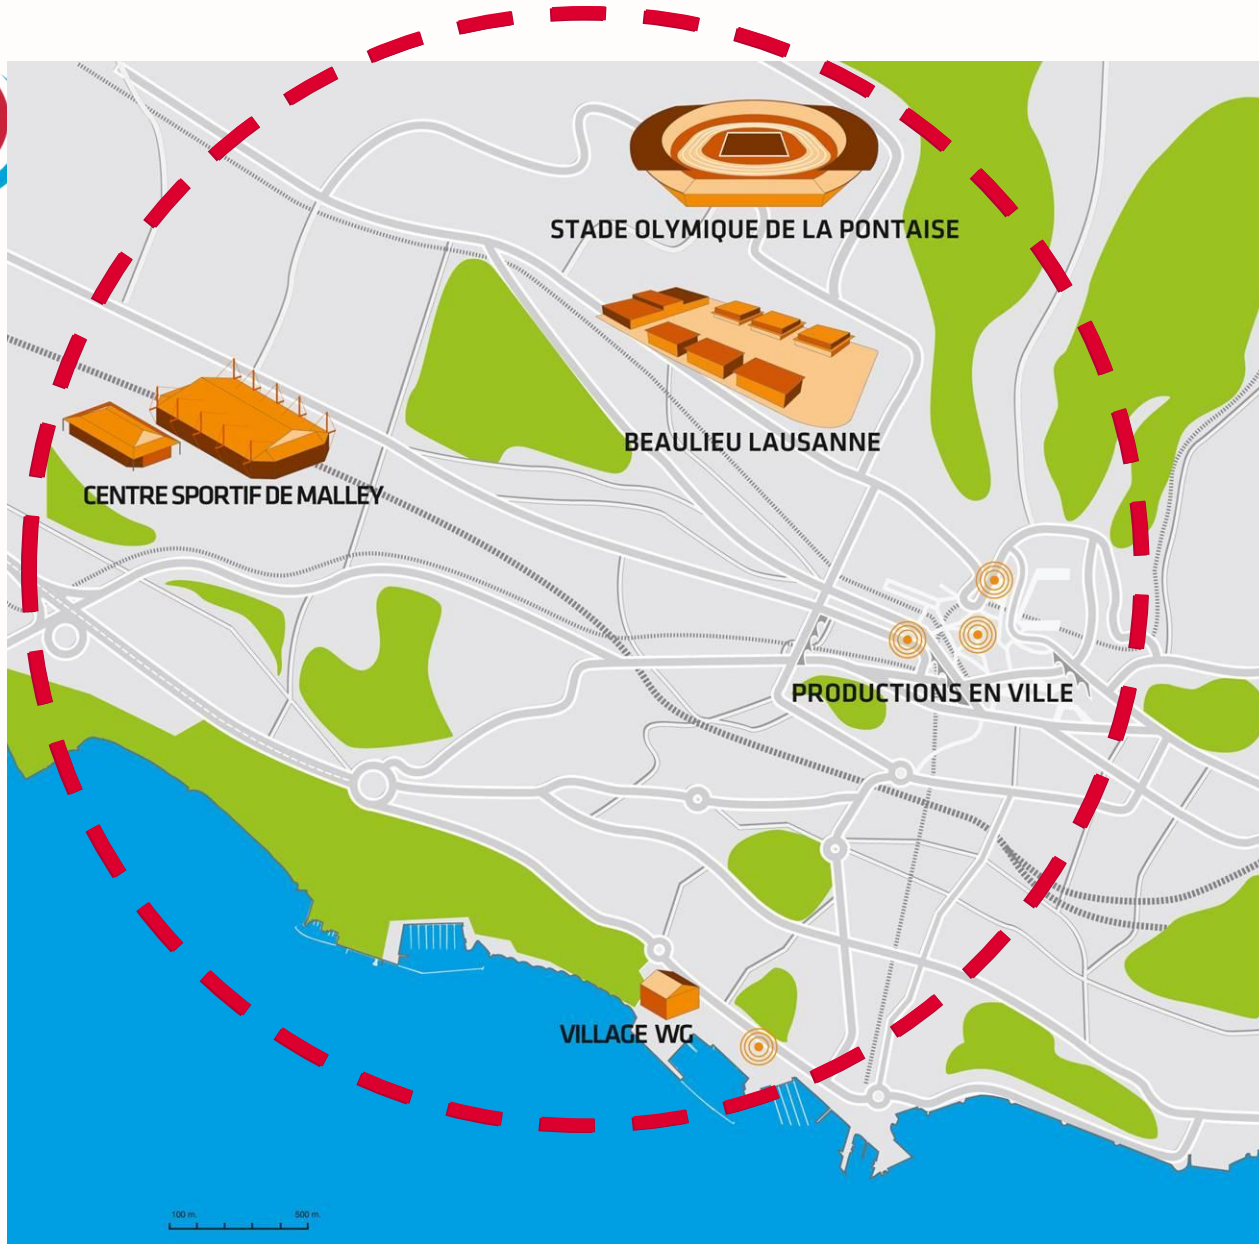 STADE OLYMIQUE DE LA PONTAISE
BEAULIEU LAUSANNE
CENTRE SPORTIF DE MALLEY
PRODUCTIONS EN VILLE
VILLAGE WG
100 m. 500 m.